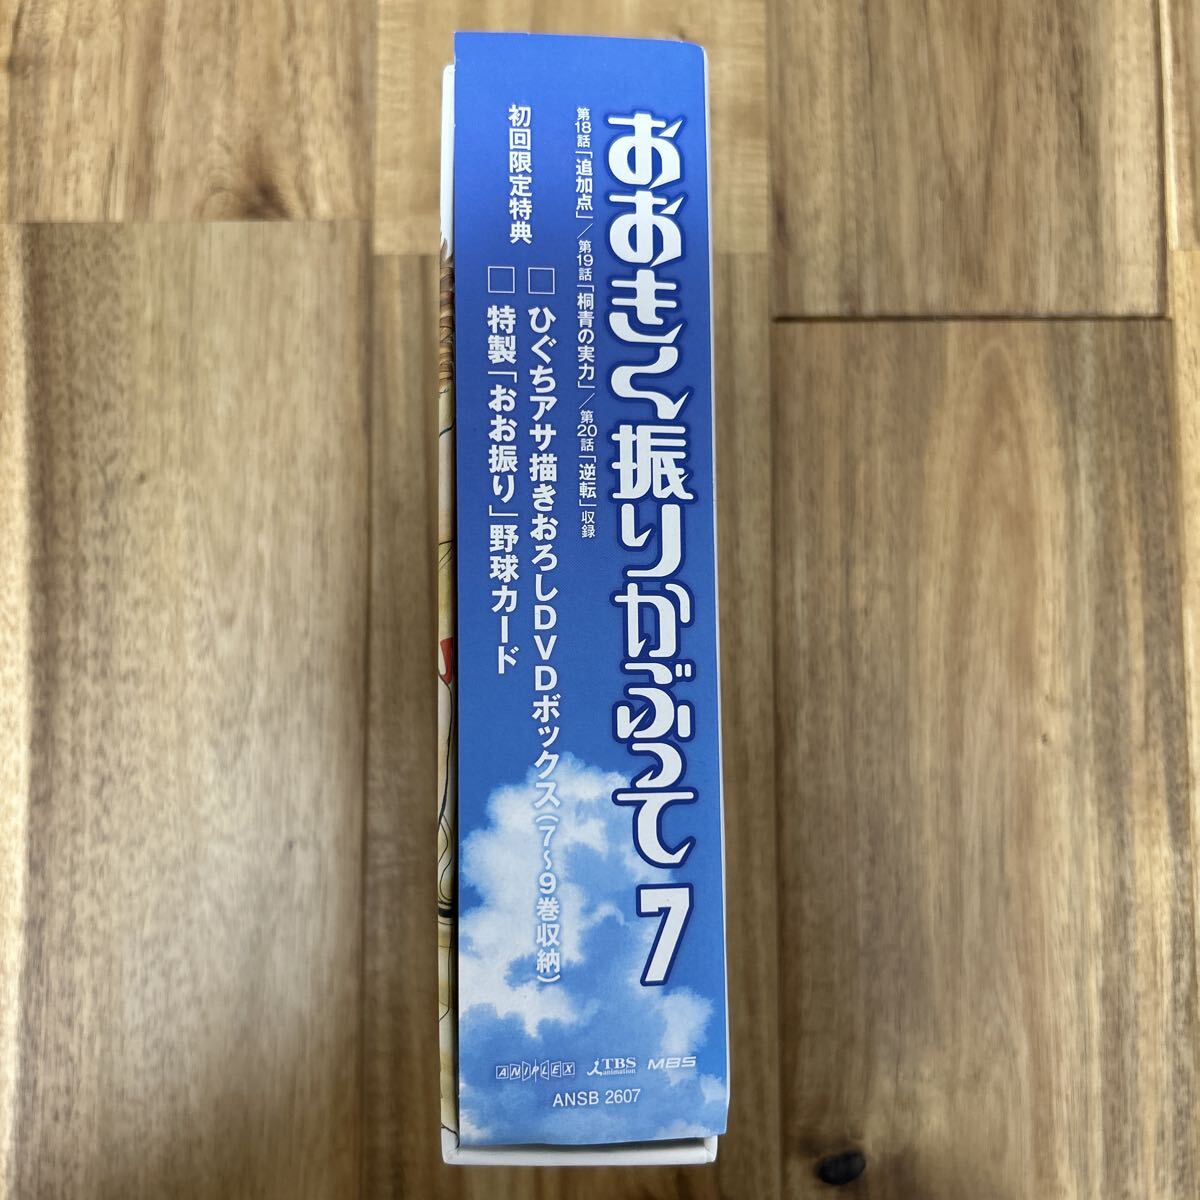 おおきく振りかぶって 7
第18話「追加点」／第19話「桐青の実力」／第20話「逆転」収録
初回限定特典
□ ひぐちアサ描きおろしDVDボックス（7～9巻収納）
□ 特製「おお振り」野球カード
ANIPLEX
TBS
animation
MBS
ANSB 2607